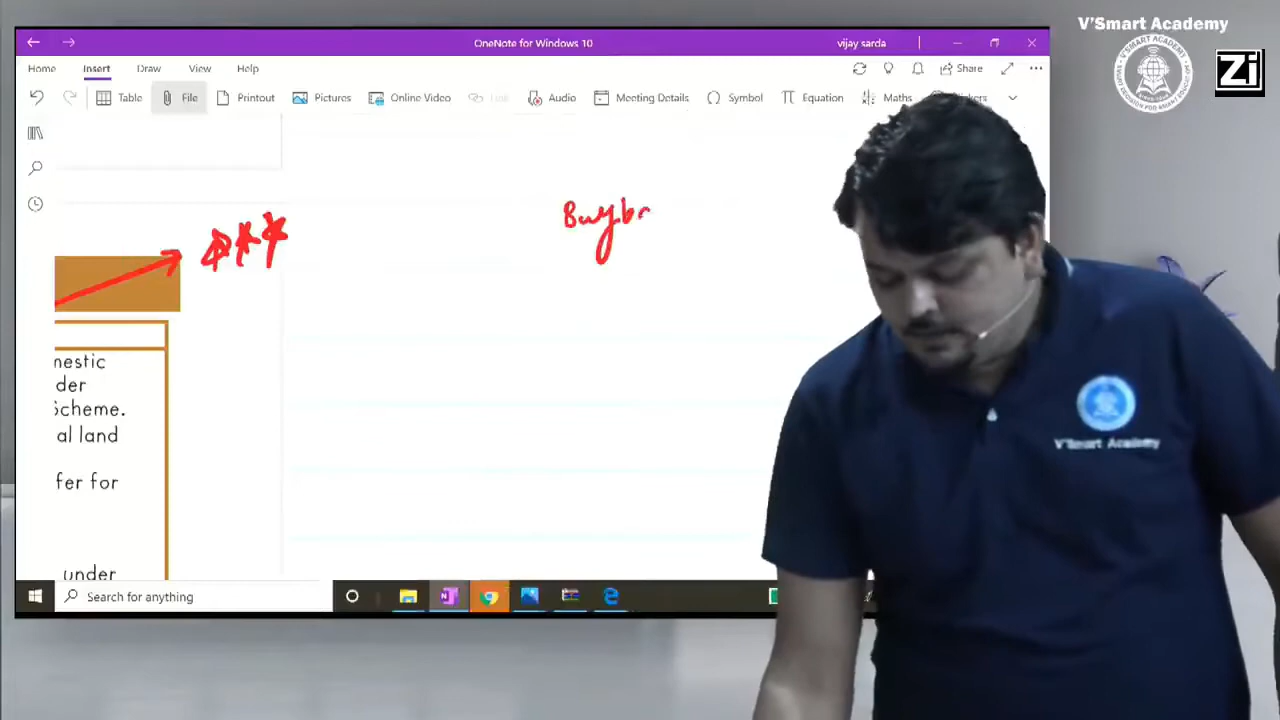 V'Smart Academy
OneNote for Windows 10
vijay sarda
Home Insert Draw View Help
Share
Table File Printout Pictures Online Video Link Audio Meeting Details Symbol Equation Maths
Zi
Buyba
nestic
der
Scheme.
al land
fer for
under
V'Smart Academy
Search for anything